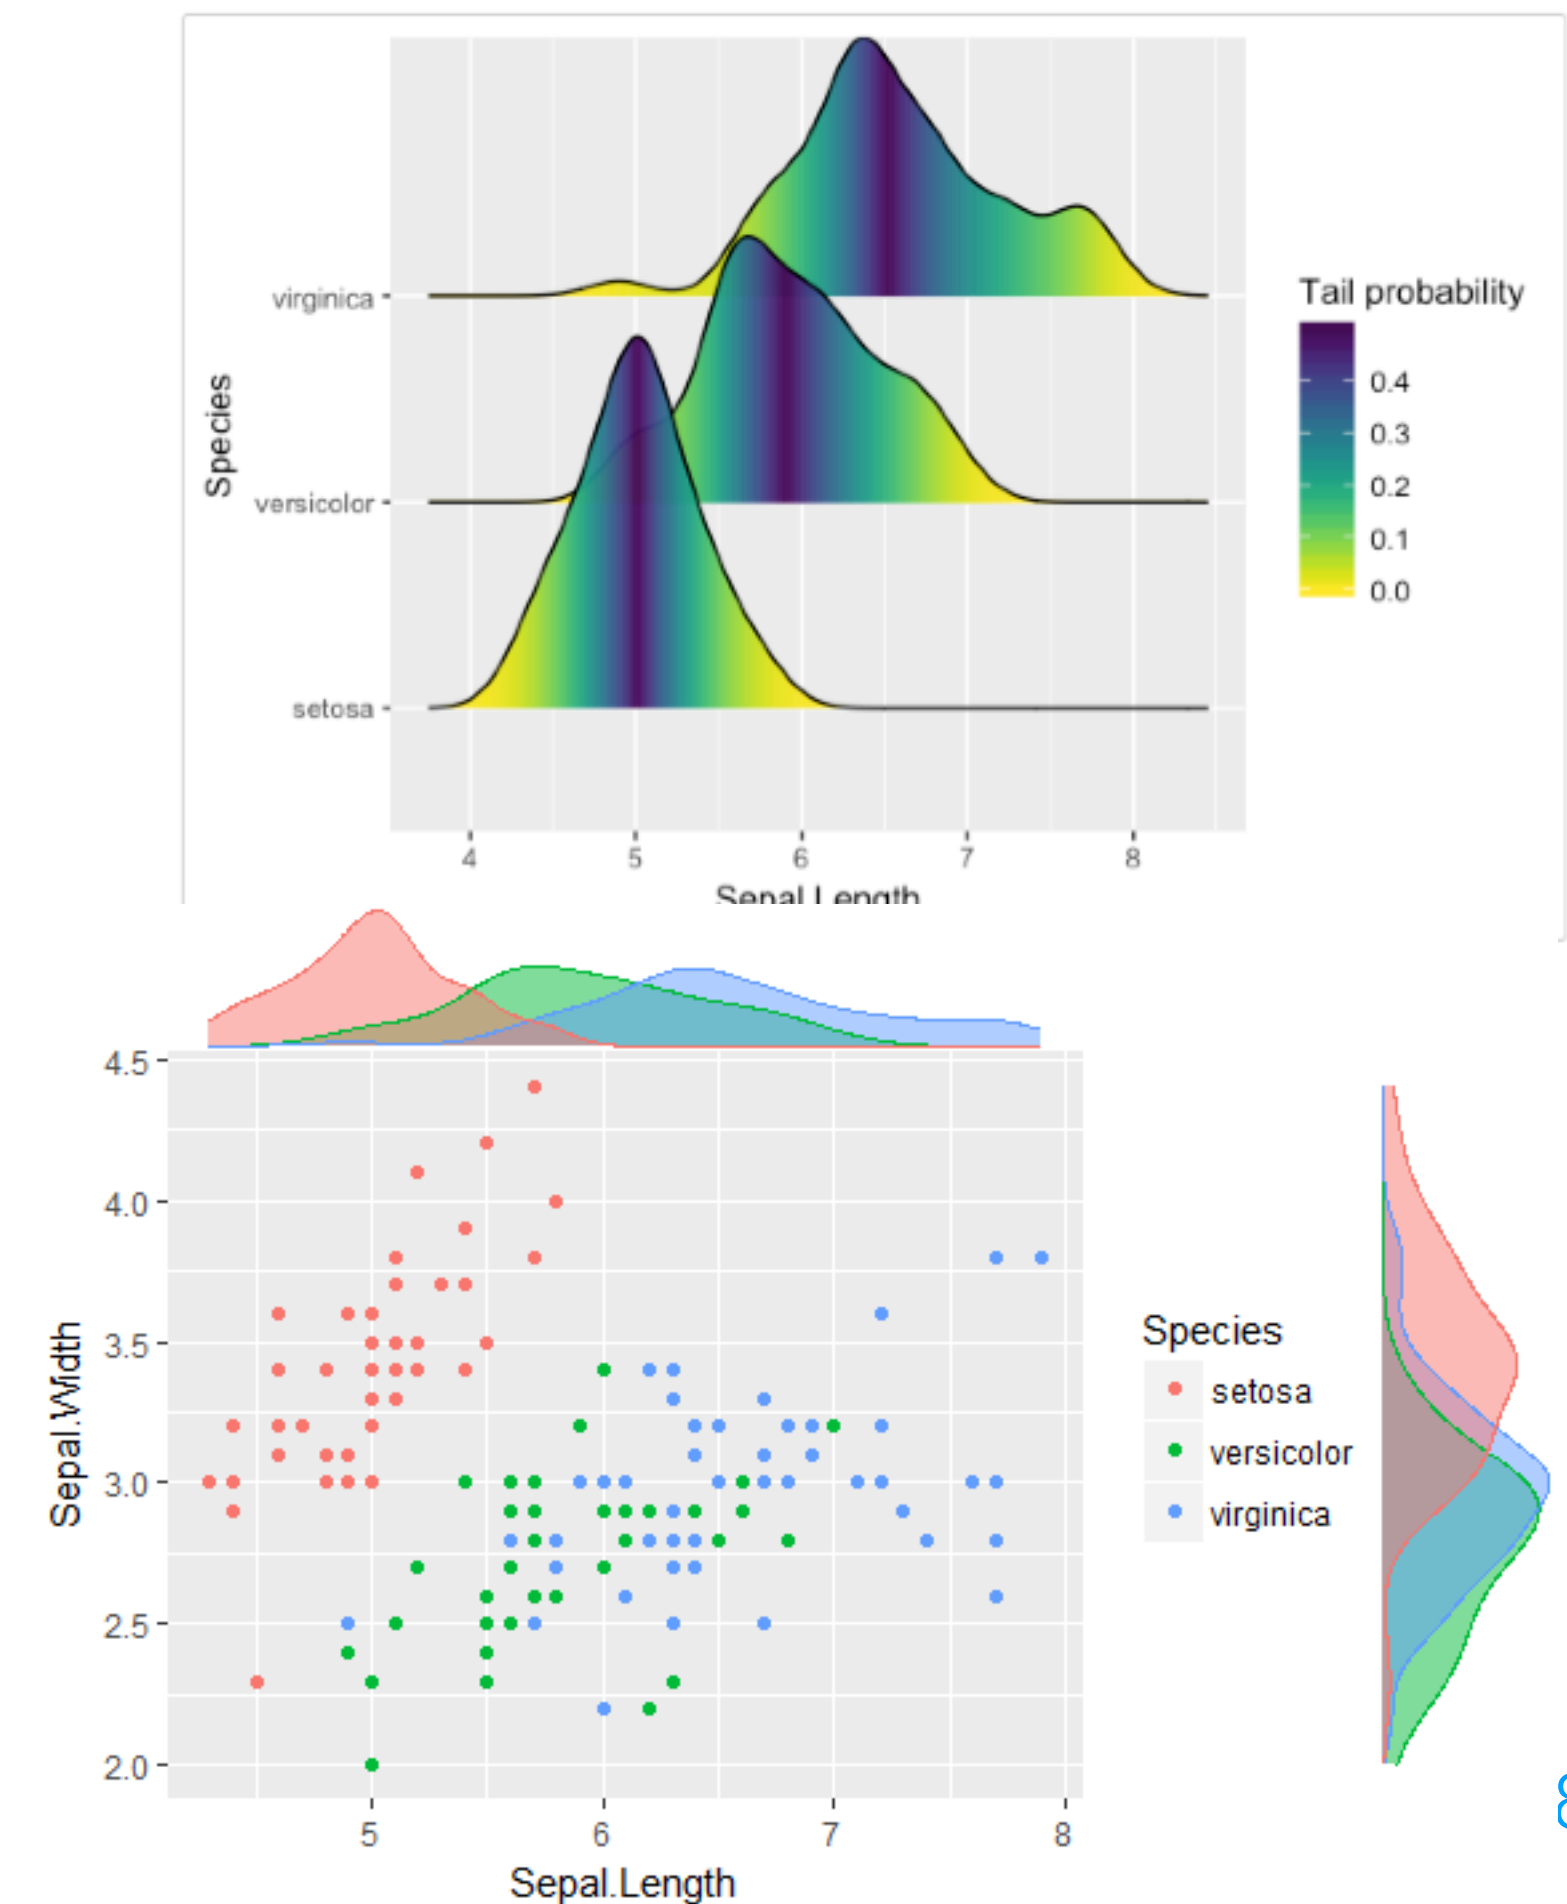 virginica
versicolor
setosa
Species
4 5 6 7 8
Sepal.Length
Tail probability
0.4
0.3
0.2
0.1
0.0
4.5
4.0
3.5
3.0
2.5
2.0
Sepal.Width
5 6 7 8
Sepal.Length
Species
setosa
versicolor
virginica